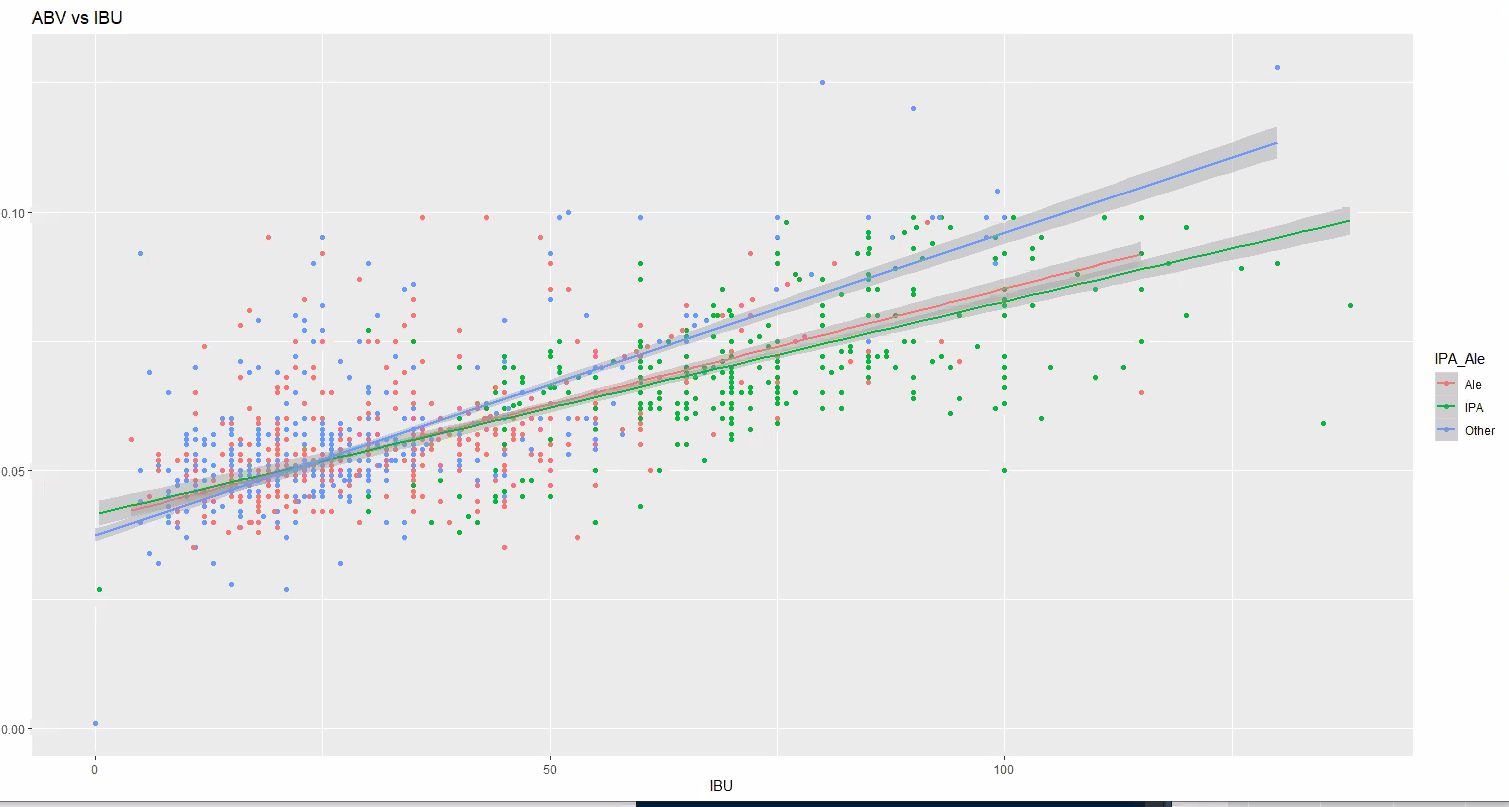 ABV vs IBU
0.10
0.05
0.00
0
50
100
IBU
IPA_Ale
Ale
IPA
Other